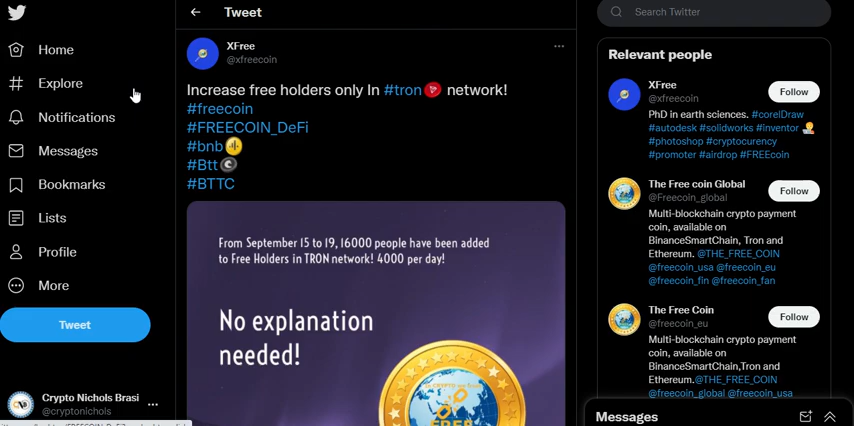 Home
Explore
Notifications
Messages
Bookmarks
Lists
Profile
More
Tweet
Crypto Nichols Brasi
@cryptonichols
Tweet
XFree
@xfreecoin
Increase free holders only In #tron network!
#freecoin
#FREECOIN_DeFi
#bnb
#Btt
#BTTC
From September 15 to 19, 16000 people have been added
to Free Holders in TRON network! 4000 per day!
No explanation
needed!
FREE
Search Twitter
Relevant people
XFree
@xfreecoin
Follow
PhD in earth sciences. #corelDraw
#autodesk #solidworks #inventor
#photoshop #cryptocurency
#promoter #airdrop #FREEcoin
The Free coin Global
@Freecoin_global
Follow
Multi-blockchain crypto payment
coin, available on
BinanceSmartChain, Tron and
Ethereum. @THE_FREE_COIN
@freecoin_usa @freecoin_eu
@freecoin_fin @freecoin_fan
The Free Coin
@freecoin_eu
Follow
Multi-blockchain crypto payment
coin, available on
BinanceSmartChain,Tron and
Ethereum.@THE_FREE_COIN
@freecoin_global @freecoin_usa
Messages